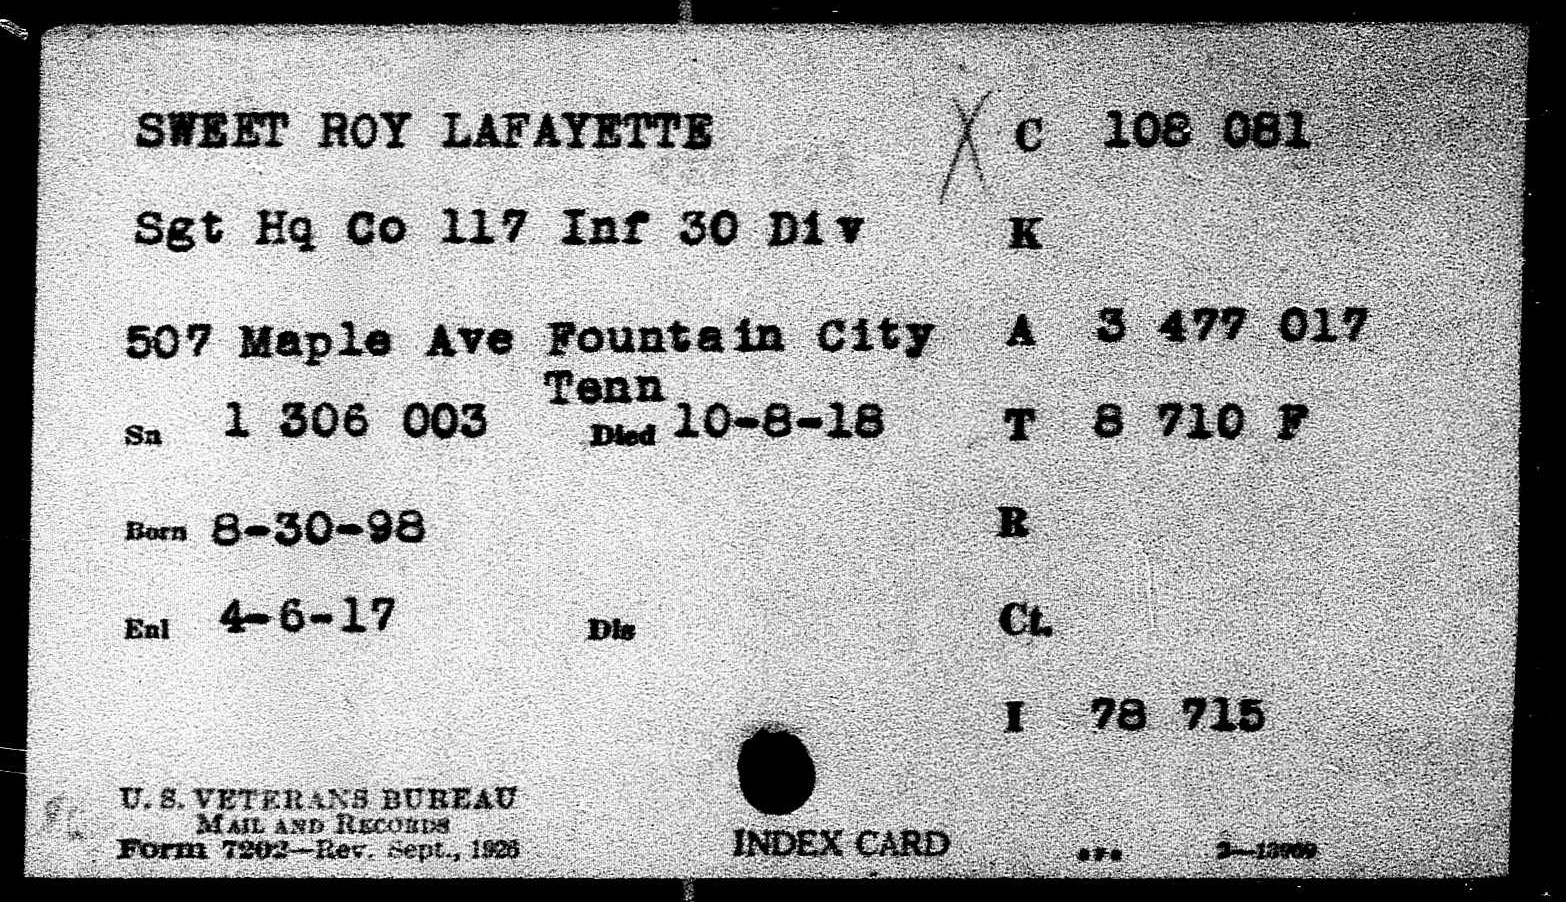 SWEET ROY LAFAYETTE X C 108 081
Sgt Hq Co 117 Inf 30 Div K
507 Maple Ave Fountain City A 3 477 017
Tenn
Sn 1 306 003 Died 10-8-18 T 8 710 F
Born 8-30-98 R
Enl 4-6-17 Dis Ct.
I 78 715
U. S. VETERANS BUREAU
MAIL AND RECORDS
Form 7202—Rev. Sept., 1926
INDEX CARD